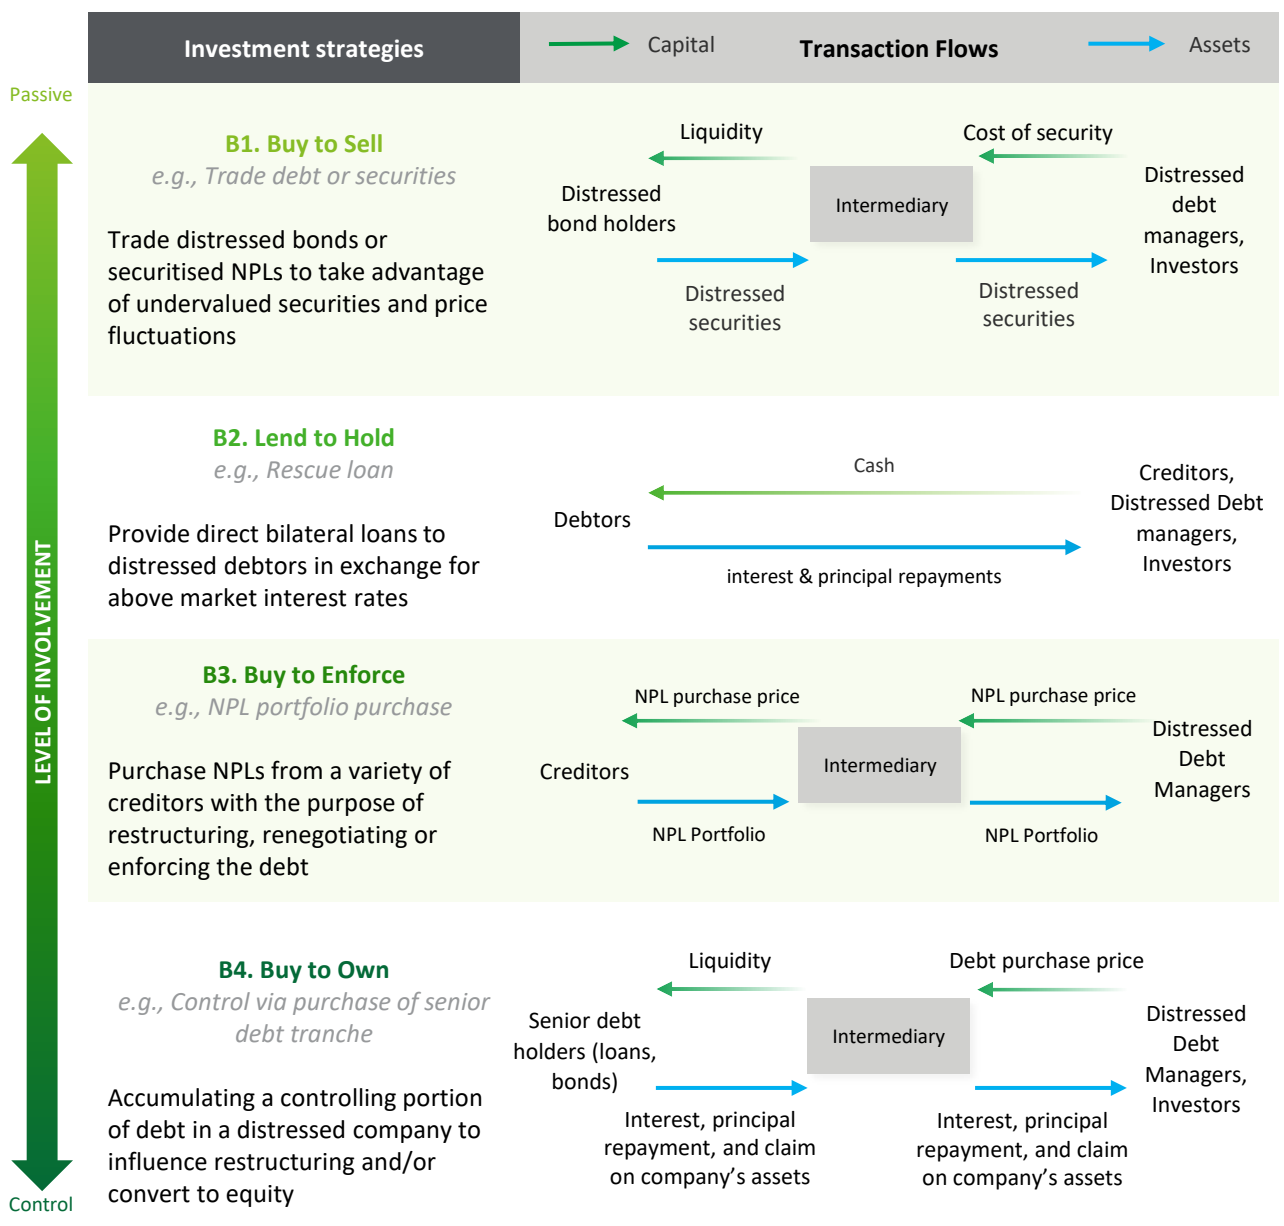 Investment strategies
Capital
Transaction Flows
Assets
Passive
LEVEL OF INVOLVEMENT
Control
B1. Buy to Sell
e.g., Trade debt or securities
Trade distressed bonds or
securitised NPLs to take advantage
of undervalued securities and price
fluctuations
Liquidity
Cost of security
Distressed
bond holders
Intermediary
Distressed
debt
managers,
Investors
Distressed
securities
Distressed
securities
B2. Lend to Hold
e.g., Rescue loan
Provide direct bilateral loans to
distressed debtors in exchange for
above market interest rates
Cash
Debtors
Creditors,
Distressed Debt
managers,
Investors
interest & principal repayments
B3. Buy to Enforce
e.g., NPL portfolio purchase
Purchase NPLs from a variety of
creditors with the purpose of
restructuring, renegotiating or
enforcing the debt
NPL purchase price
NPL purchase price
Creditors
Intermediary
Distressed
Debt
Managers
NPL Portfolio
NPL Portfolio
B4. Buy to Own
e.g., Control via purchase of senior
debt tranche
Accumulating a controlling portion
of debt in a distressed company to
influence restructuring and/or
convert to equity
Liquidity
Debt purchase price
Senior debt
holders (loans,
bonds)
Intermediary
Distressed
Debt
Managers,
Investors
Interest, principal
repayment, and claim
on company’s assets
Interest, principal
repayment, and claim
on company’s assets